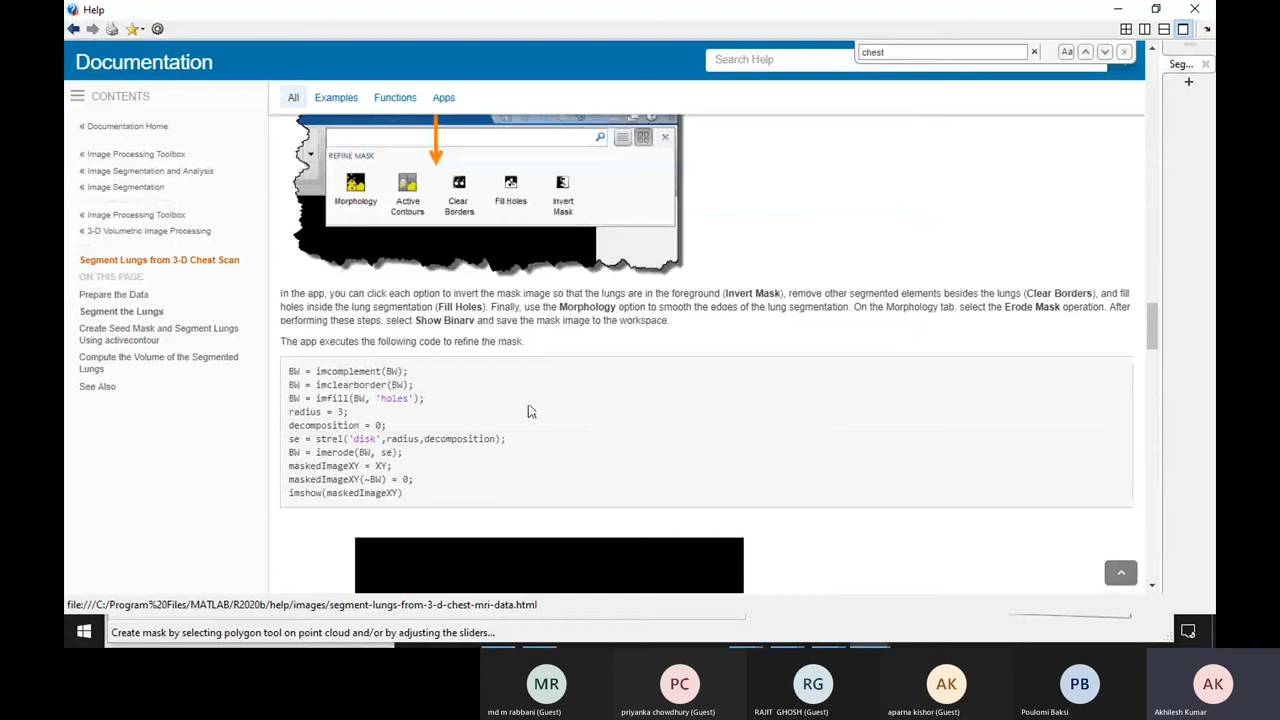 Help
Documentation
Search Help
chest
Aa
Seg...
CONTENTS
All Examples Functions Apps
« Documentation Home
« Image Processing Toolbox
« Image Segmentation and Analysis
« Image Segmentation
« Image Processing Toolbox
« 3-D Volumetric Image Processing
Segment Lungs from 3-D Chest Scan
ON THIS PAGE
Prepare the Data
Segment the Lungs
Create Seed Mask and Segment Lungs
Using activecontour
Compute the Volume of the Segmented
Lungs
See Also
REFINE MASK
Morphology
Active
Contours
Clear
Borders
Fill Holes
Invert
Mask
In the app, you can click each option to invert the mask image so that the lungs are in the foreground (Invert Mask), remove other segmented elements besides the lungs (Clear Borders), and fill
holes inside the lung segmentation (Fill Holes). Finally, use the Morphology option to smooth the edges of the lung segmentation. On the Morphology tab, select the Erode Mask operation. After
performing these steps, select Show Binary and save the mask image to the workspace.
The app executes the following code to refine the mask.
BW = imcomplement(BW);
BW = imclearborder(BW);
BW = imfill(BW, 'holes');
radius = 3;
decomposition = 0;
se = strel('disk',radius,decomposition);
BW = imerode(BW, se);
maskedImageXY = XY;
maskedImageXY(~BW) = 0;
imshow(maskedImageXY)
file:///C:/Program%20Files/MATLAB/R2020b/help/images/segment-lungs-from-3-d-chest-mri-data.html
Create mask by selecting polygon tool on point cloud and/or by adjusting the sliders...
MR
PC
RG
AK
PB
AK
md m rabbani (Guest)
priyanka chowdhury (Guest)
RAJIT GHOSH (Guest)
aparna kishor (Guest)
Poulomi Baksi
Akhilesh Kumar